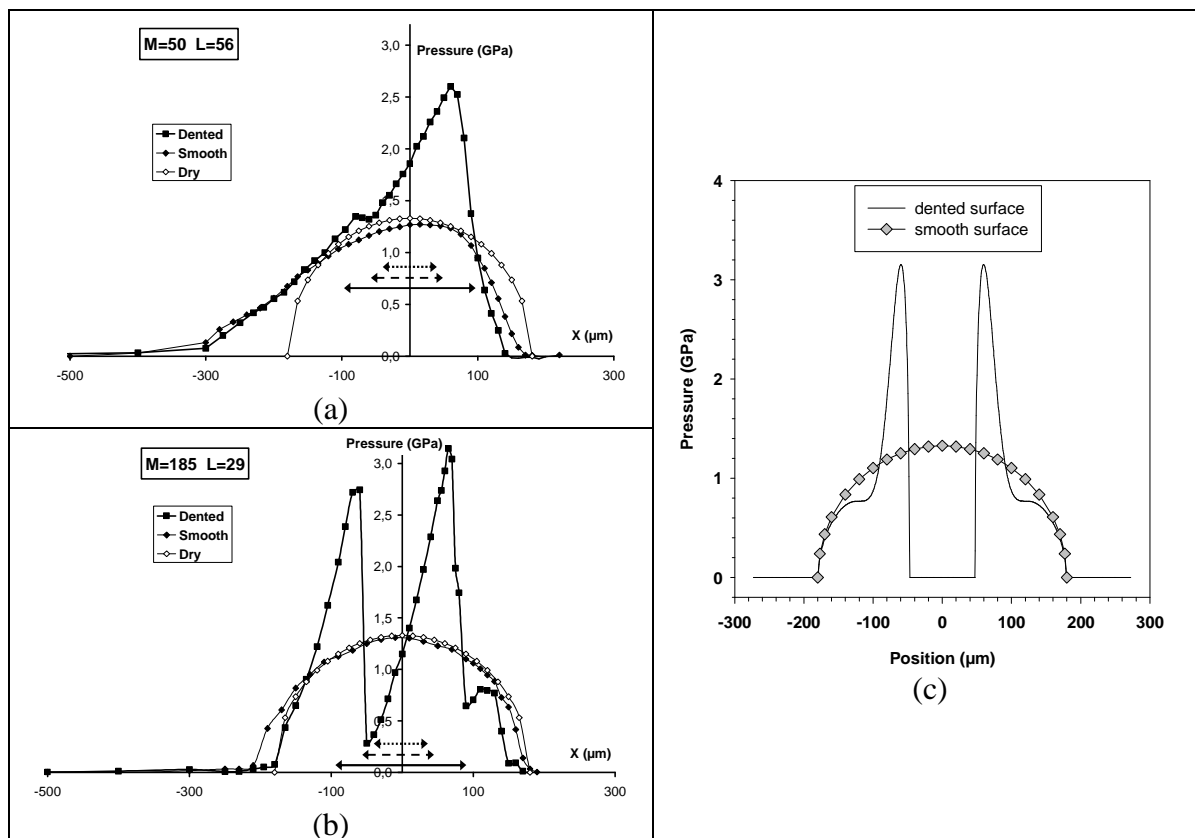 M=50 L=56
Pressure (GPa)
Dented
Smooth
Dry
3,0
2,5
2,0
1,5
1,0
0,5
0,0
X (µm)
-500
-300
-100
100
300
(a)
M=185 L=29
Pressure (GPa)
Dented
Smooth
Dry
3,0
2,5
2,0
1,5
1,0
0,5
0,0
X (µm)
-500
-300
-100
100
300
(b)
dented surface
smooth surface
Pressure (GPa)
4
3
2
1
0
-300
-200
-100
0
100
200
300
Position (µm)
(c)